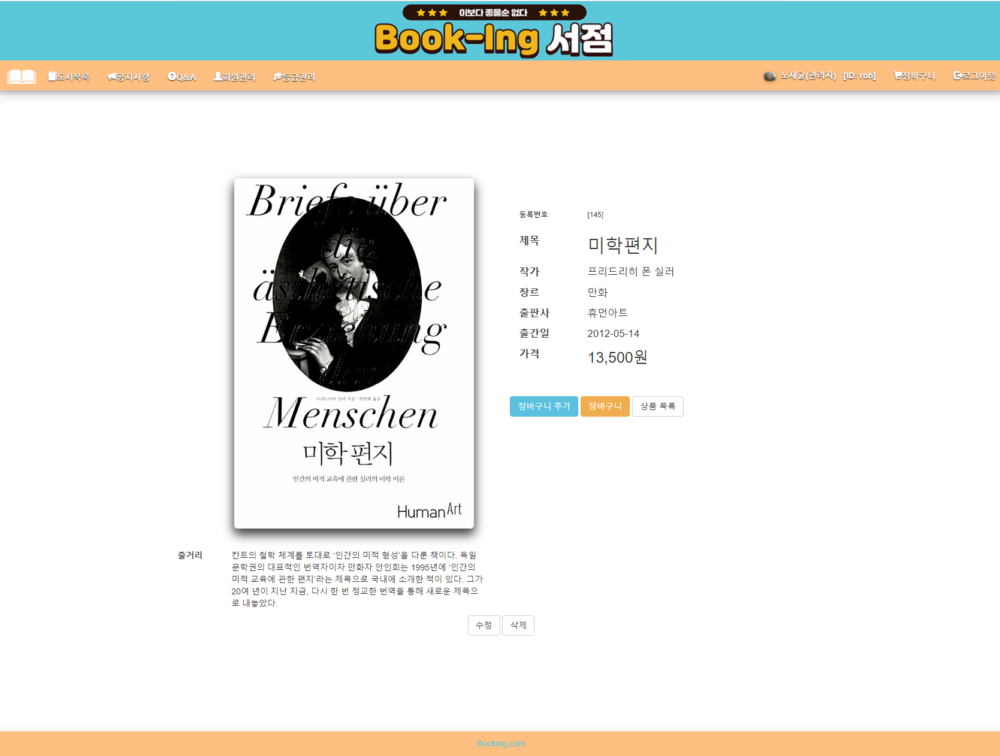 이보다 좋을순 없다
Book-Ing 서점
도서목록 공지사항 Q&A 회원관리 등급관리 노재균(관리자) [ID: roh] 장바구니 로그아웃
Briefe über
die
ästhetische
Erziehung
des
프리드리히 실러 지음 · 안인희 옮김
Menschen
미학 편지
인간의 미적 교육에 관한 실러의 미학 이론
HumanArt
등록번호 [145]
제목 미학편지
작가 프리드리히 폰 실러
장르 만화
출판사 휴먼아트
출간일 2012-05-14
가격 13,500원
장바구니 추가 장바구니 상품 목록
줄거리 칸트의 철학 체계를 토대로 ‘인간의 미적 형성’을 다룬 책이다. 독일
문학권의 대표적인 번역자이자 만화자 안인희는 1995년에 ‘인간의
미적 교육에 관한 편지’라는 제목으로 국내에 소개한 적이 있다. 그가
20여 년이 지난 지금, 다시 한 번 정교한 번역을 통해 새로운 제목으
로 내놓았다.
수정 삭제
Booking.com